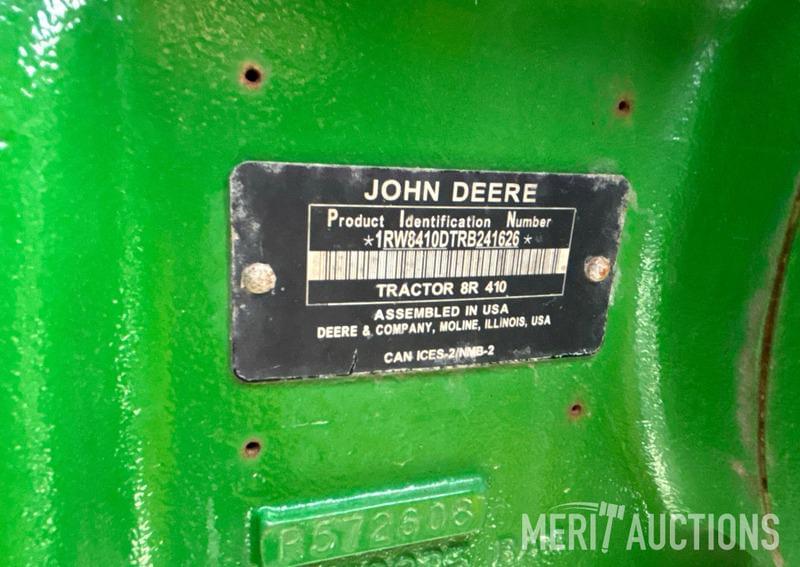 JOHN DEERE
Product Identification Number
*1RW8410DTRB241626*
TRACTOR 8R 410
ASSEMBLED IN USA
DEERE & COMPANY, MOLINE, ILLINOIS, USA
CAN ICES-2/NMB-2
R572606
MERIT AUCTIONS